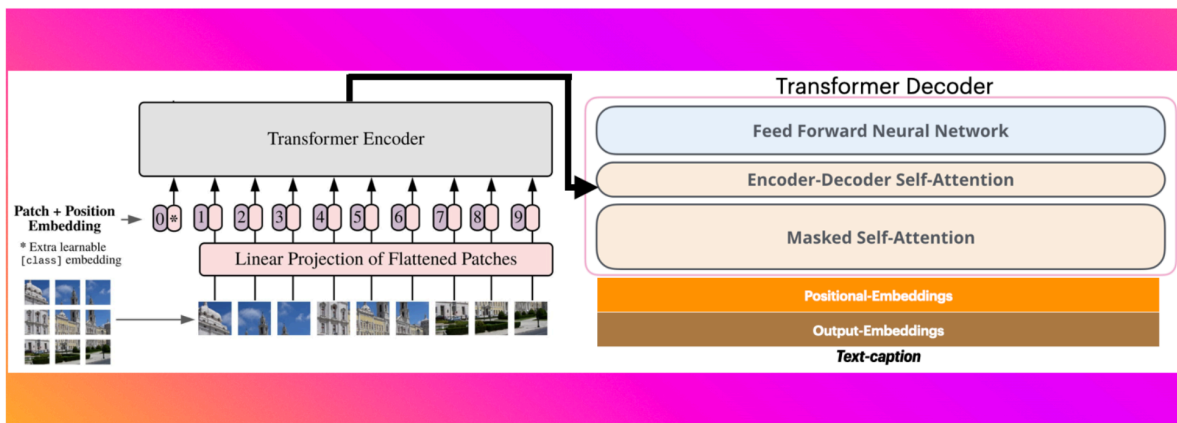 Transformer Encoder
Patch + Position
Embedding
* Extra learnable
[class] embedding
0 * 1 2 3 4 5 6 7 8 9
Linear Projection of Flattened Patches
Transformer Decoder
Feed Forward Neural Network
Encoder-Decoder Self-Attention
Masked Self-Attention
Positional-Embeddings
Output-Embeddings
Text-caption